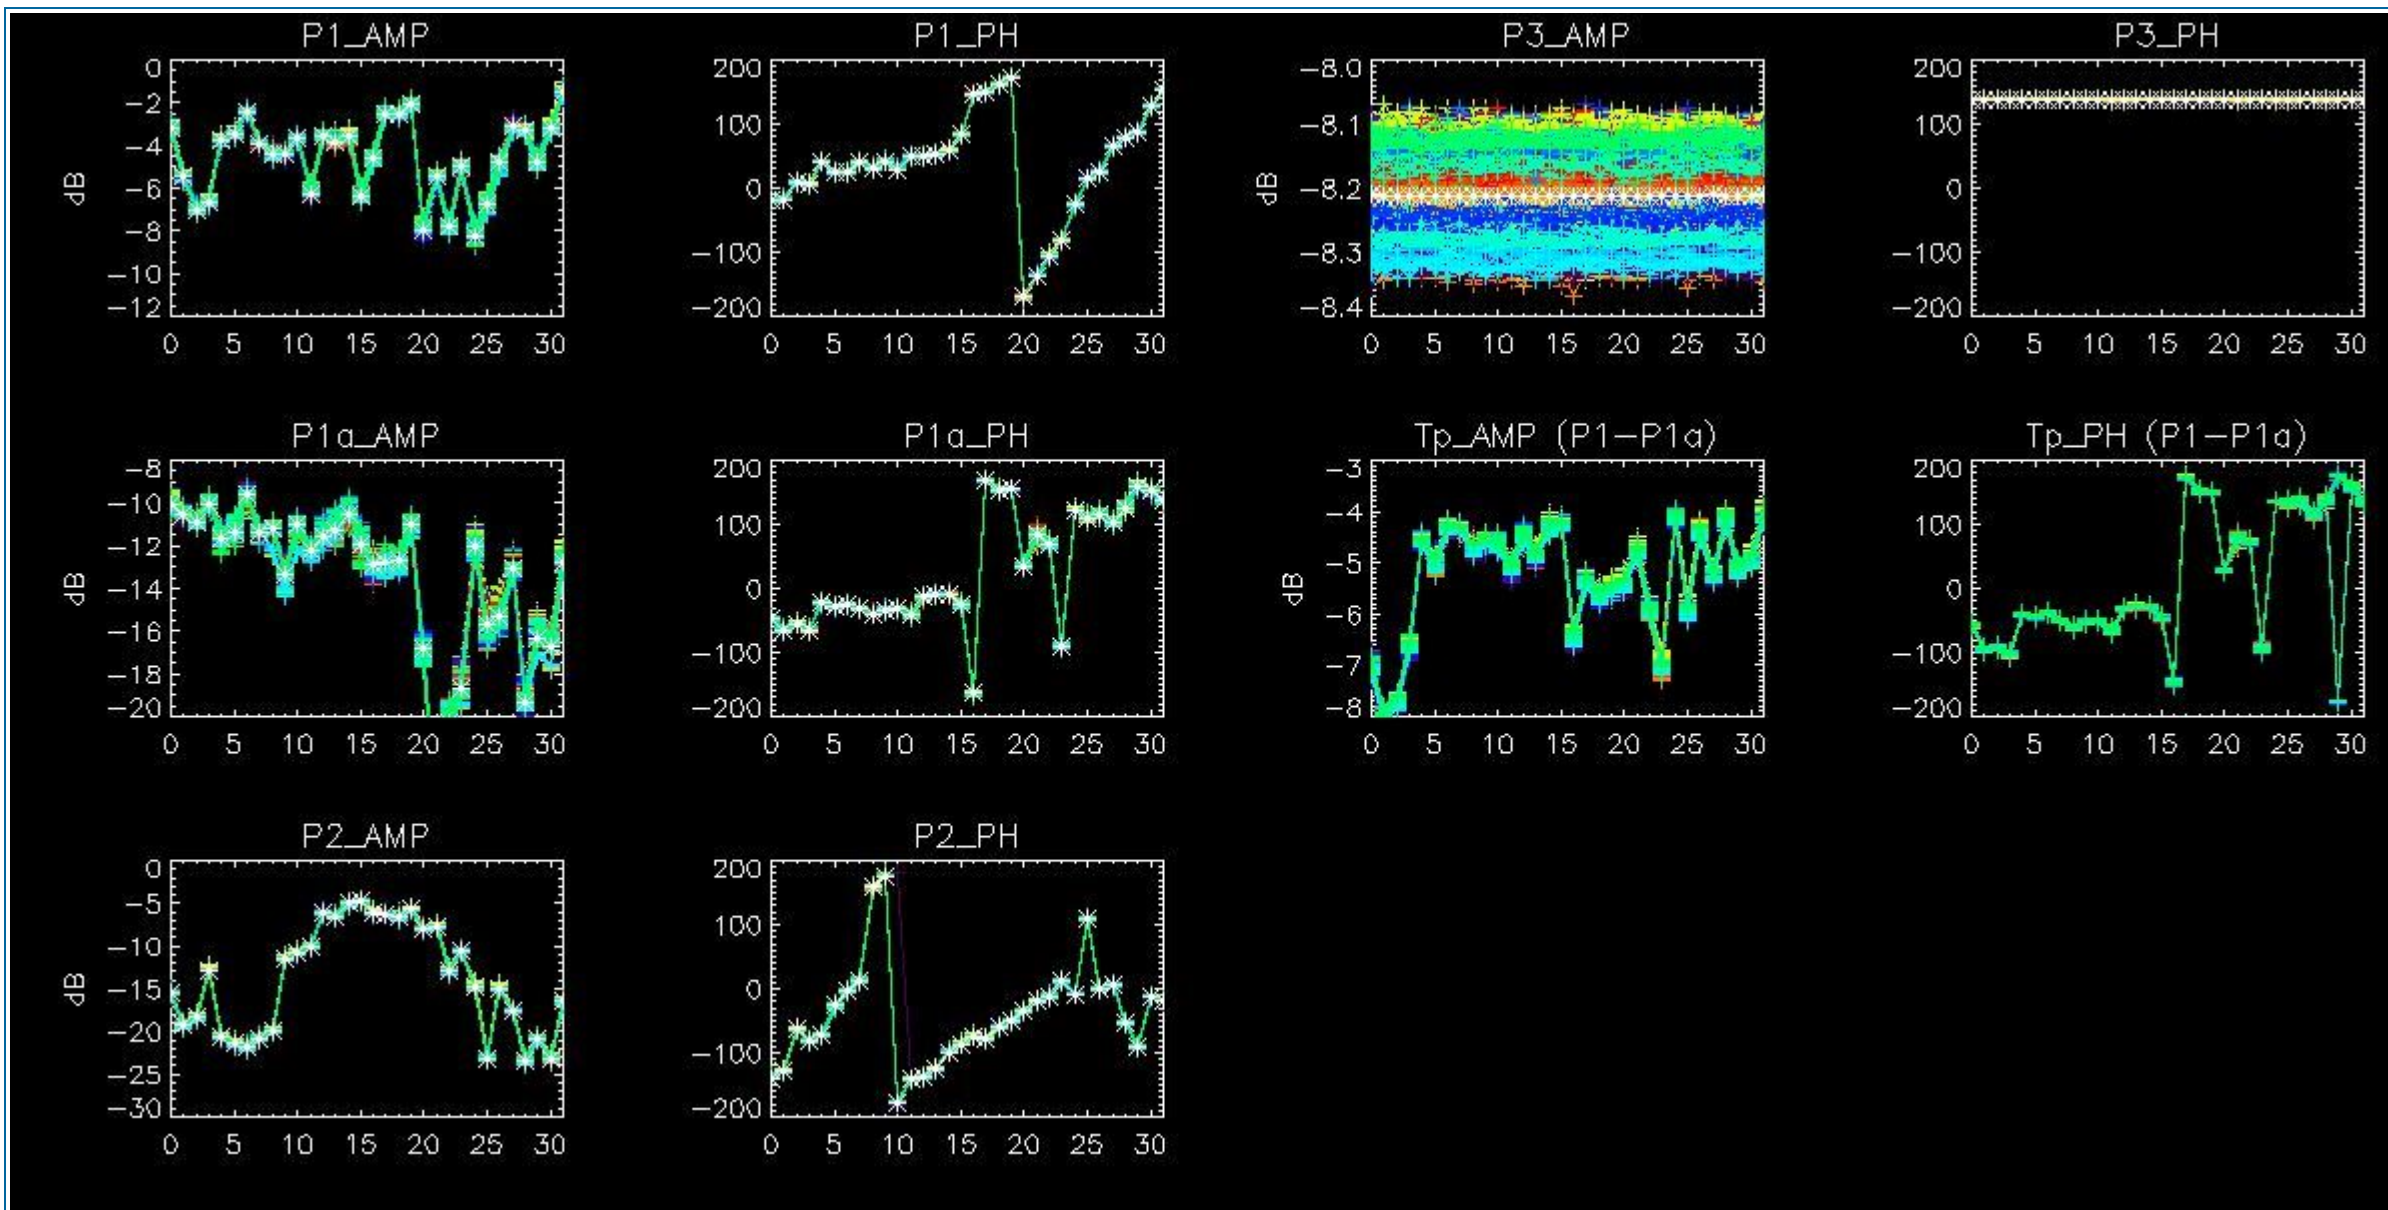 P1_AMP P1_PH P3_AMP P3_PH
0 200 -8.0 200
-2 100 -8.1 100
-4 0 -8.2 0
-6 -100 -8.3 -100
-8 -200 -8.4 -200
-10
-12
dB dB
0 5 10 15 20 25 30 0 5 10 15 20 25 30 0 5 10 15 20 25 30 0 5 10 15 20 25 30
P1a_AMP P1a_PH Tp_AMP (P1-P1a) Tp_PH (P1-P1a)
-8 200 -3 200
-10 100 -4 100
-12 0 -5 0
-14 -100 -6 -100
-16 -200 -7 -200
-18 -8
-20
dB dB
0 5 10 15 20 25 30 0 5 10 15 20 25 30 0 5 10 15 20 25 30 0 5 10 15 20 25 30
P2_AMP P2_PH
0 200
-5 100
-10 0
-15 -100
-20 -200
-25
-30
dB
0 5 10 15 20 25 30 0 5 10 15 20 25 30